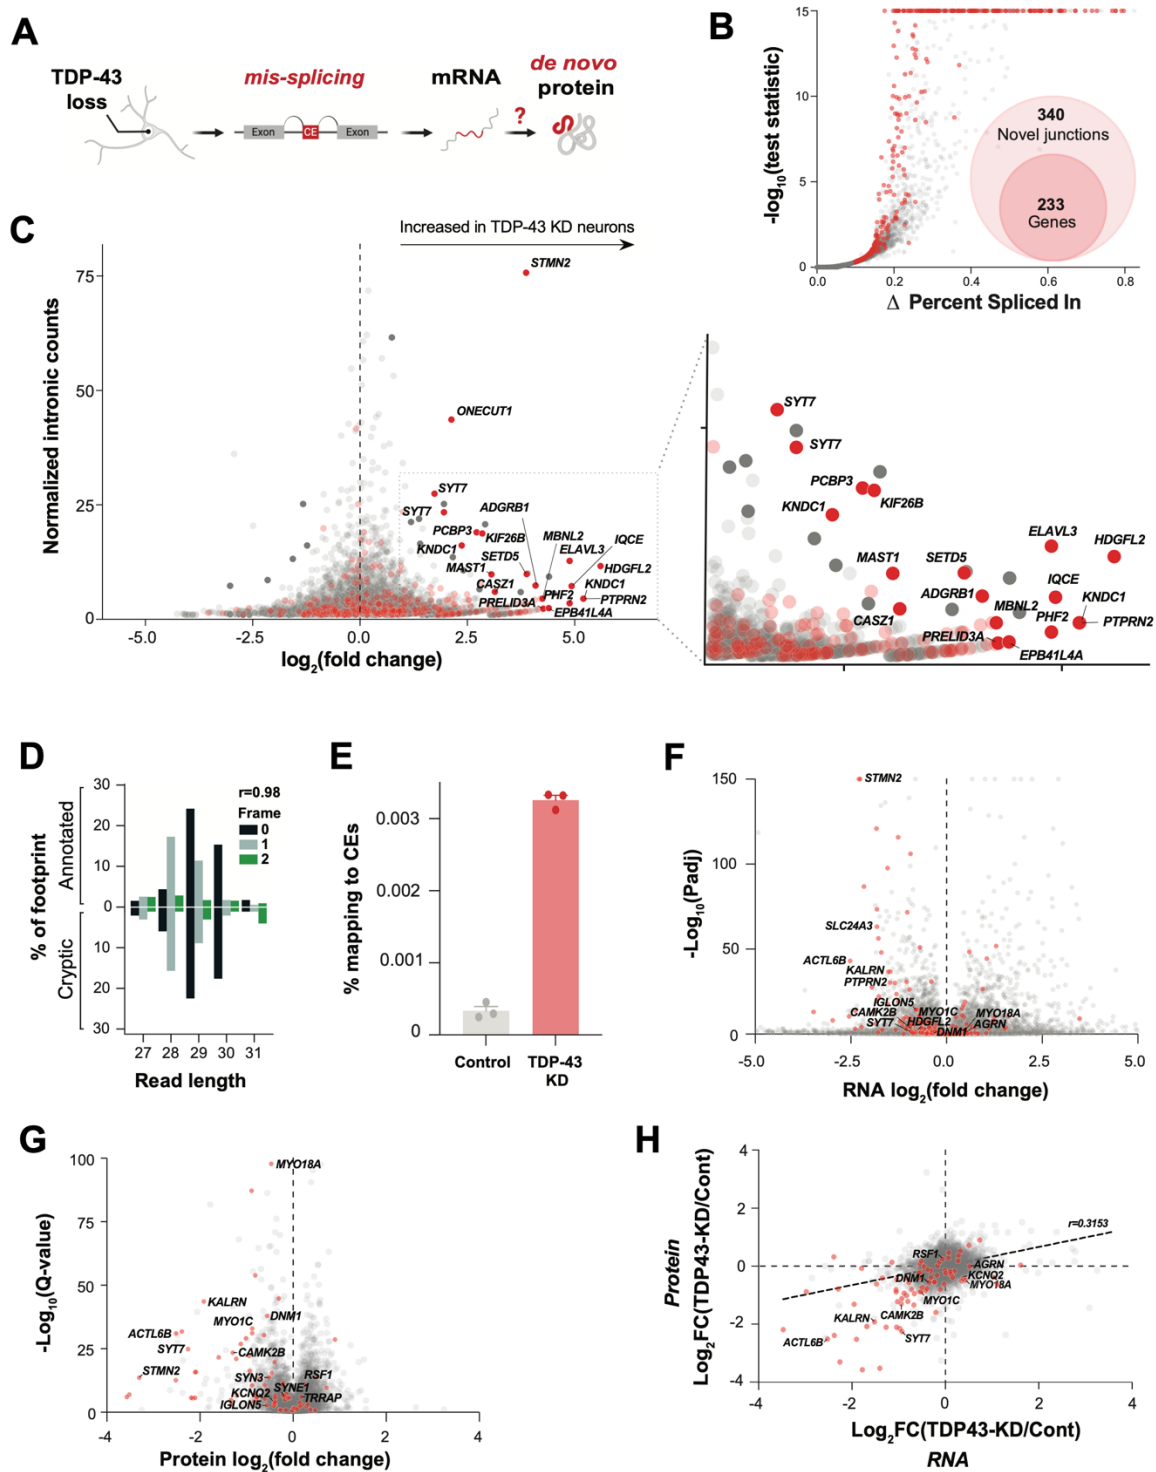 A
TDP-43
loss
mis-splicing
Exon
CE
Exon
mRNA
?
de novo
protein
B
-log10(test statistic)
15
10
5
0
0.0
0.2
0.4
0.6
0.8
Δ Percent Spliced In
340
Novel junctions
233
Genes
C
Increased in TDP-43 KD neurons
Normalized intronic counts
75
50
25
0
-5.0
-2.5
0.0
2.5
5.0
log2(fold change)
STMN2
ONECUT1
SYT7
SYT7
ADGRB1
PCBP3
KIF26B
MBNL2
IQCE
KNDC1
SETD5
ELAVL3
HDGFL2
MAST1
CASZ1
KNDC1
PHF2
PRELID3A
PTPRN2
EPB41L4A
SYT7
SYT7
PCBP3
KIF26B
KNDC1
ELAVL3
HDGFL2
MAST1
SETD5
IQCE
ADGRB1
MBNL2
KNDC1
CASZ1
PHF2
PTPRN2
PRELID3A
EPB41L4A
D
% of footprint
Annotated
Cryptic
30
20
10
0
10
20
30
r=0.98
Frame
0
1
2
27
28
29
30
31
Read length
E
% mapping to CEs
0.003
0.002
0.001
0
Control
TDP-43
KD
F
-Log10(Padj)
150
100
50
0
-5.0
-2.5
0.0
2.5
5.0
RNA log2(fold change)
STMN2
SLC24A3
ACTL6B
KALRN
PTPRN2
IGLON5
CAMK2B
MYO1C
MYO18A
SYT7
HDGFL2
DNM1
AGRN
G
-Log10(Q-value)
100
75
50
25
0
-4
-2
0
2
4
Protein log2(fold change)
MYO18A
KALRN
MYO1C
DNM1
ACTL6B
SYT7
CAMK2B
STMN2
SYN3
RSF1
SYNE1
KCNQ2
TRRAP
IGLON5
H
Protein
Log2FC(TDP43-KD/Cont)
4
2
0
-2
-4
-4
-2
0
2
4
Log2FC(TDP43-KD/Cont)
RNA
r=0.3153
RSF1
AGRN
DNM1
KCNQ2
MYO18A
MYO1C
CAMK2B
KALRN
SYT7
ACTL6B